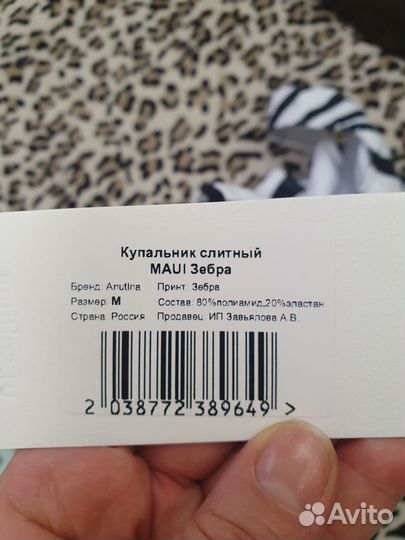 Купальник слитный
MAUI Зебра
Бренд: Anutina Принт: Зебра
Размер: M Состав: 80%полиамид,20%эластан
Страна: Россия Продавец: ИП Завьялова А.В.
2 038772 389649 >
Avito